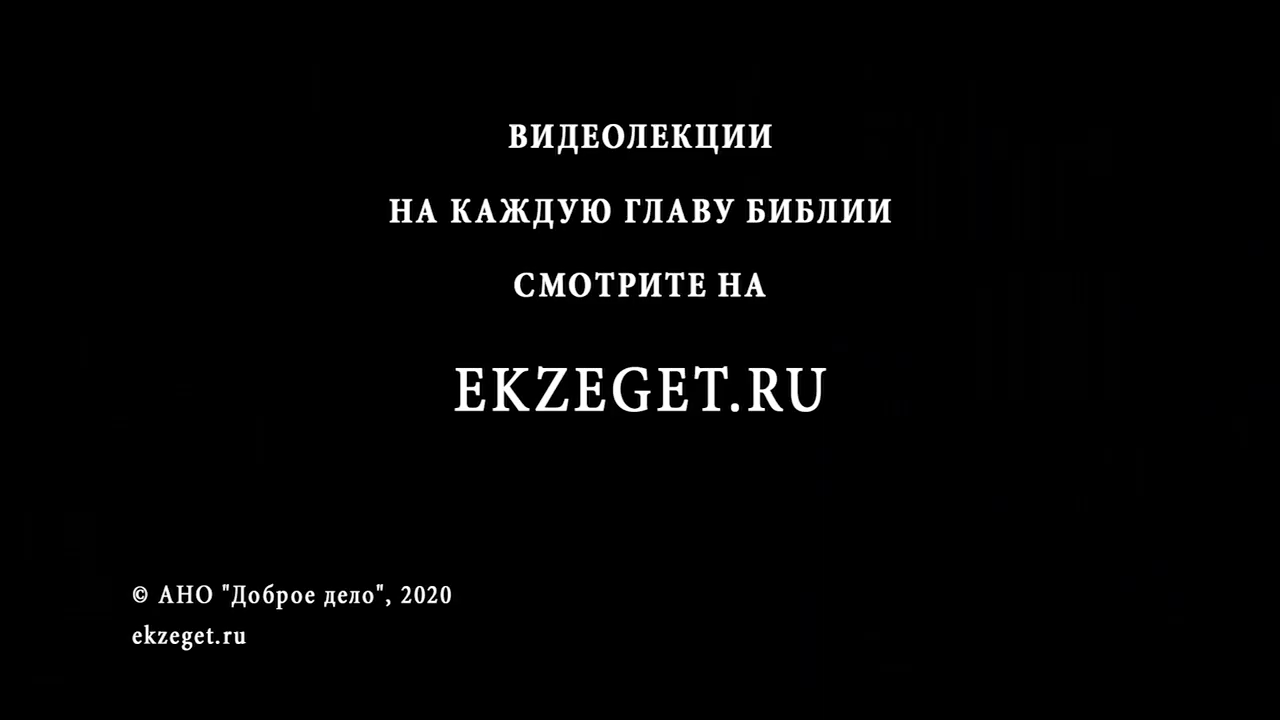 ВИДЕОЛЕКЦИИ
НА КАЖДУЮ ГЛАВУ БИБЛИИ
СМОТРИТЕ НА
EKZEGET.RU
© АНО "Доброе дело", 2020
ekzeget.ru